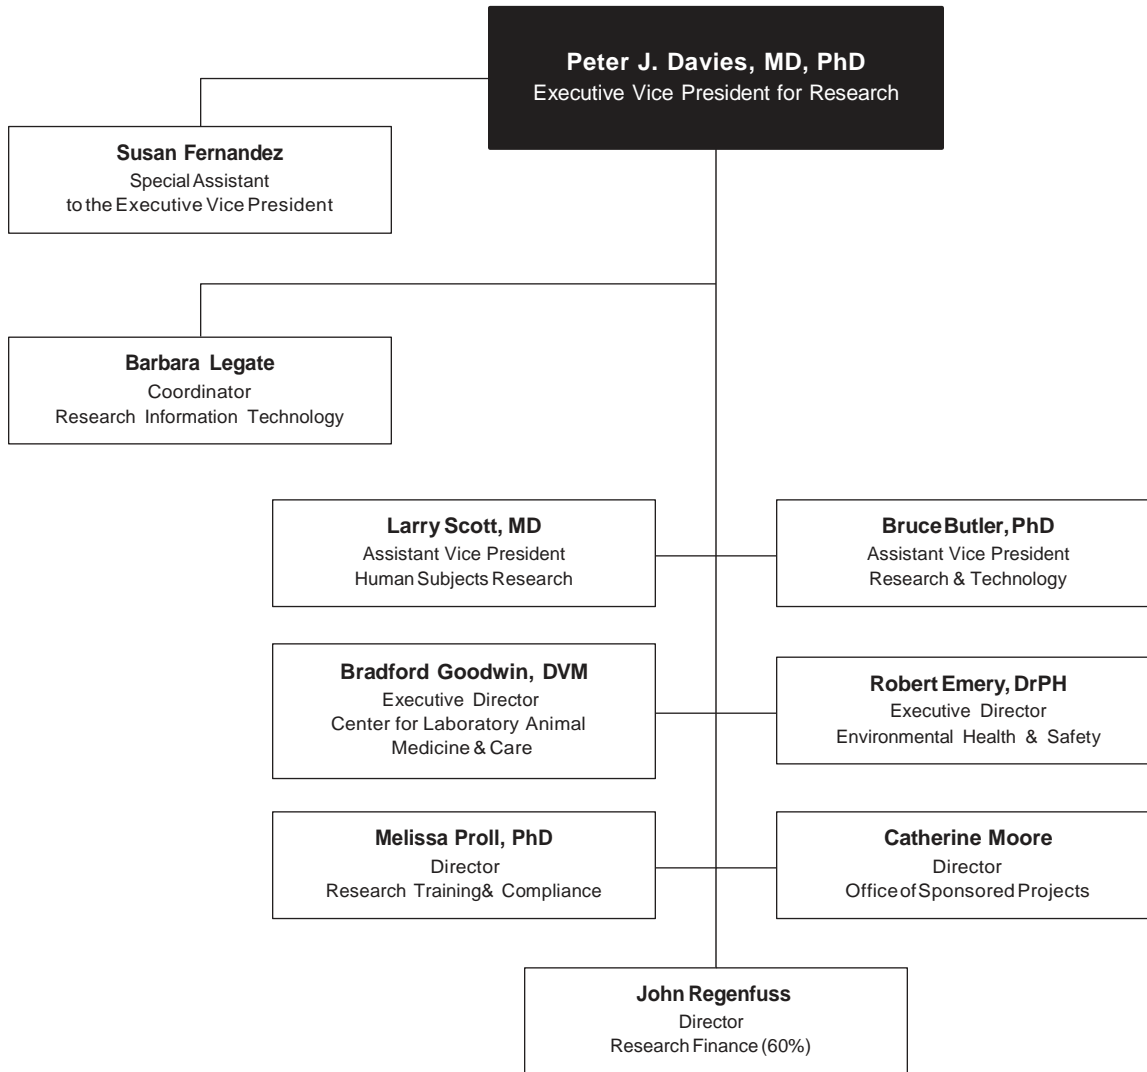 Peter J. Davies, MD, PhD
Executive Vice President for Research
Susan Fernandez
Special Assistant
to the Executive Vice President
Barbara Legate
Coordinator
Research Information Technology
Larry Scott, MD
Assistant Vice President
Human Subjects Research
Bruce Butler, PhD
Assistant Vice President
Research & Technology
Bradford Goodwin, DVM
Executive Director
Center for Laboratory Animal
Medicine & Care
Robert Emery, DrPH
Executive Director
Environmental Health & Safety
Melissa Proll, PhD
Director
Research Training& Compliance
Catherine Moore
Director
Office of Sponsored Projects
John Regenfuss
Director
Research Finance (60%)